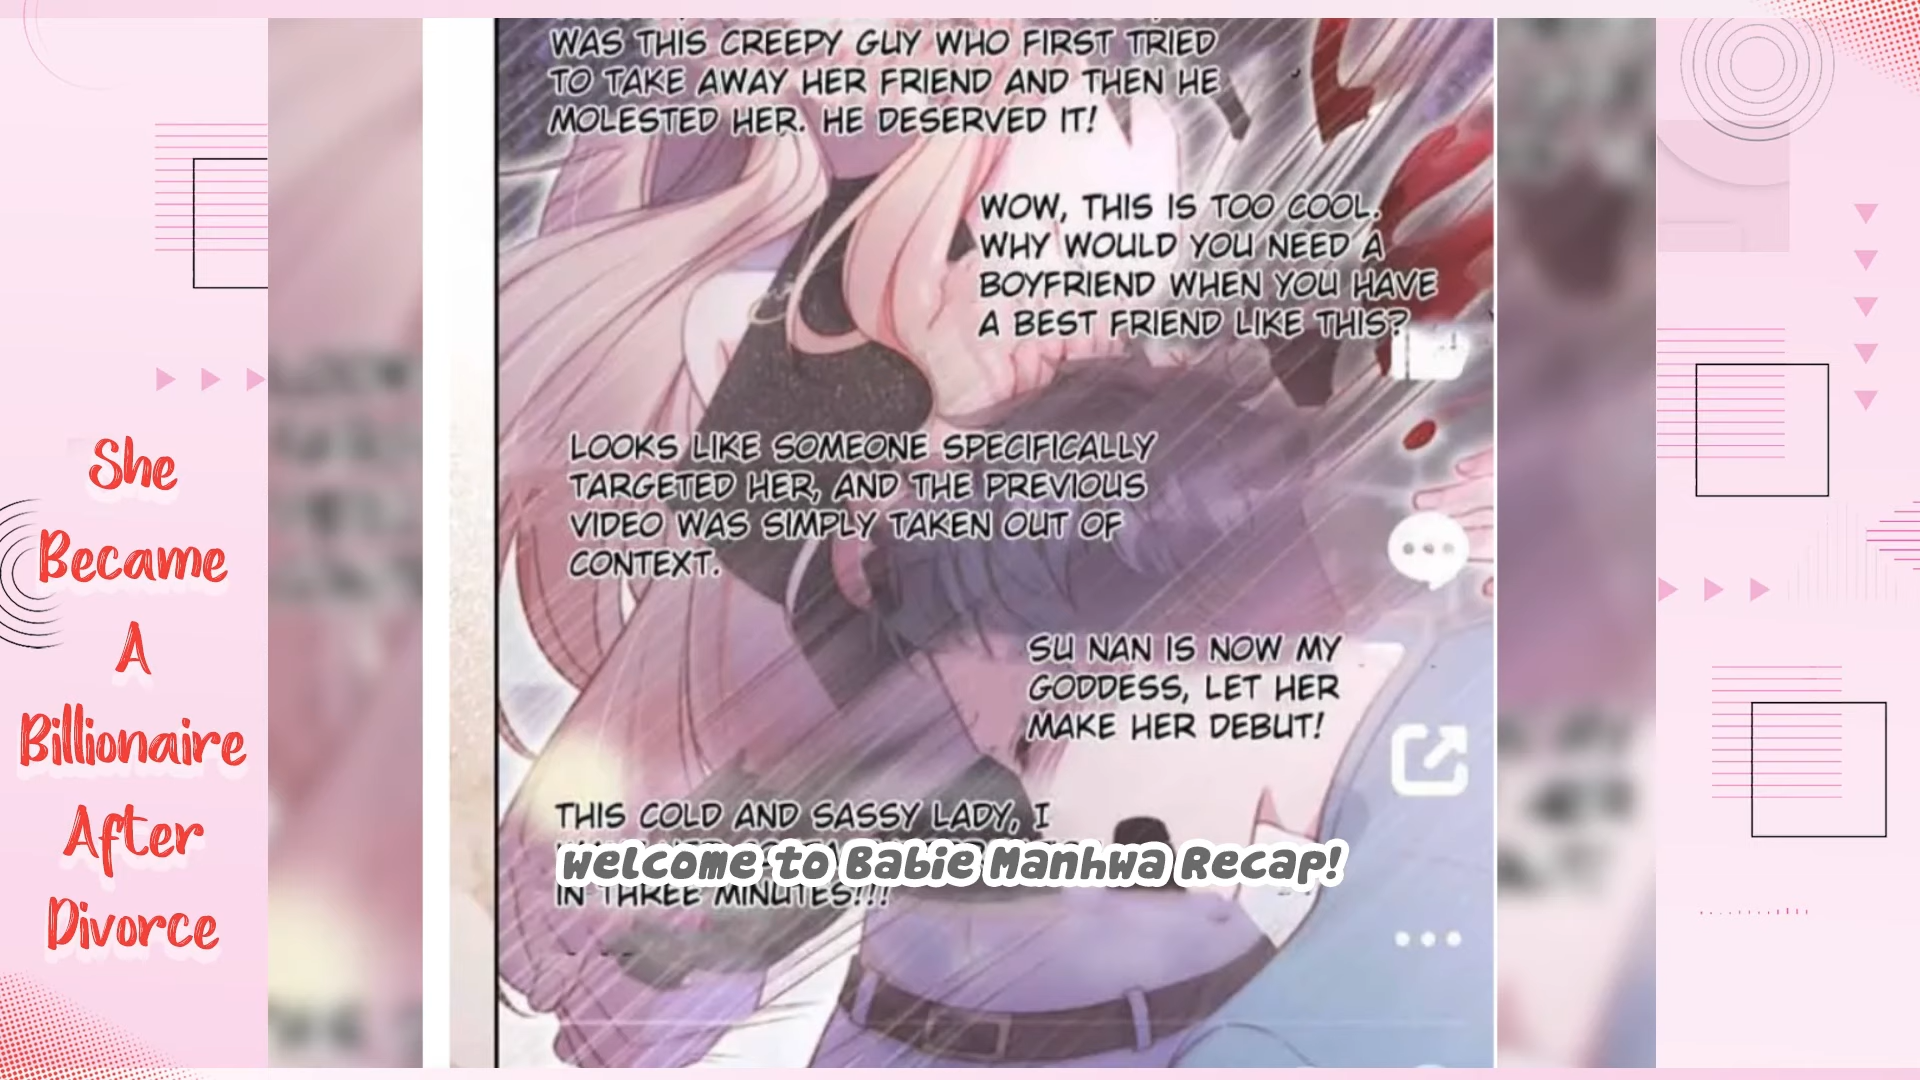 WAS THIS CREEPY GUY WHO FIRST TRIED
TO TAKE AWAY HER FRIEND AND THEN HE
MOLESTED HER. HE DESERVED IT!
WOW, THIS IS TOO COOL.
WHY WOULD YOU NEED A
BOYFRIEND WHEN YOU HAVE
A BEST FRIEND LIKE THIS?
LOOKS LIKE SOMEONE SPECIFICALLY
TARGETED HER, AND THE PREVIOUS
VIDEO WAS SIMPLY TAKEN OUT OF
CONTEXT.
SU NAN IS NOW MY
GODDESS, LET HER
MAKE HER DEBUT!
THIS COLD AND SASSY LADY, I
welcome to Babie Manhwa Recap!
IN THREE MINUTES!!!
She
Became
A
Billionaire
After
Divorce